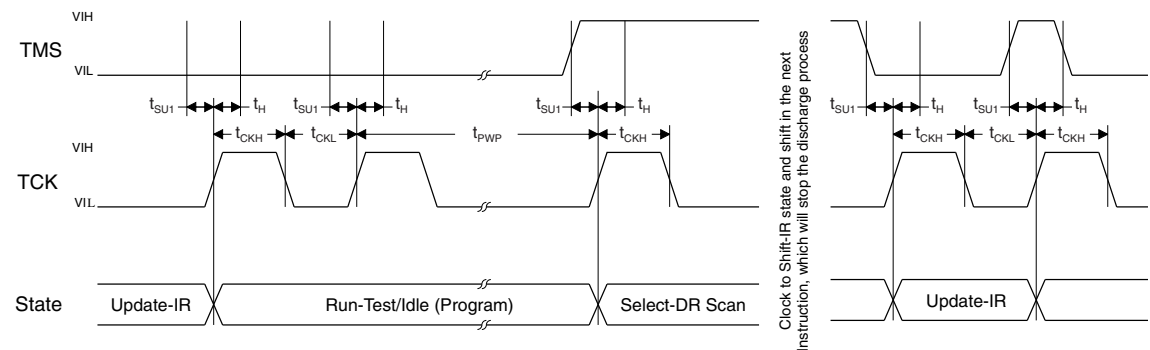 VIH
TMS
VIL
tSU1 tH tSU1 tH tSU1 tH tSU1 tH tSU1 tH
tCKH tCKL tPWP tCKH tCKH tCKL tCKH
VIH
TCK
VIL
State Update-IR Run-Test/Idle (Program) Select-DR Scan Update-IR
Clock to Shift-IR state and shift in the next
Instruction, which will stop the discharge process